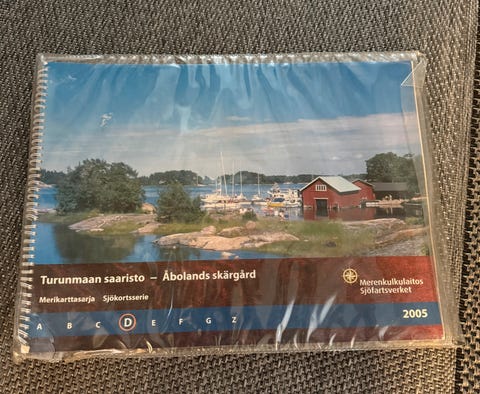 Turunmaan saaristo – Åbolands skärgård
Merikarttasarja Sjökortsserie
Merenkulkulaitos
Sjöfartsverket
A B C D E F G Z
2005